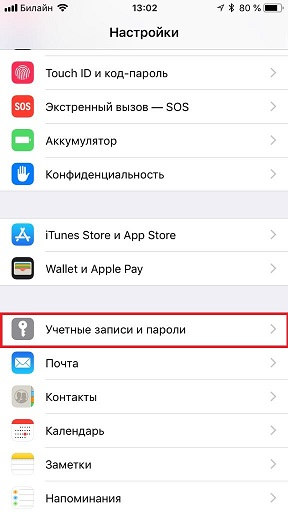 Билайн 13:02 80 %
Настройки
Touch ID и код-пароль
SOS Экстренный вызов — SOS
Аккумулятор
Конфиденциальность
iTunes Store и App Store
Wallet и Apple Pay
Учетные записи и пароли
Почта
Контакты
Календарь
Заметки
Напоминания